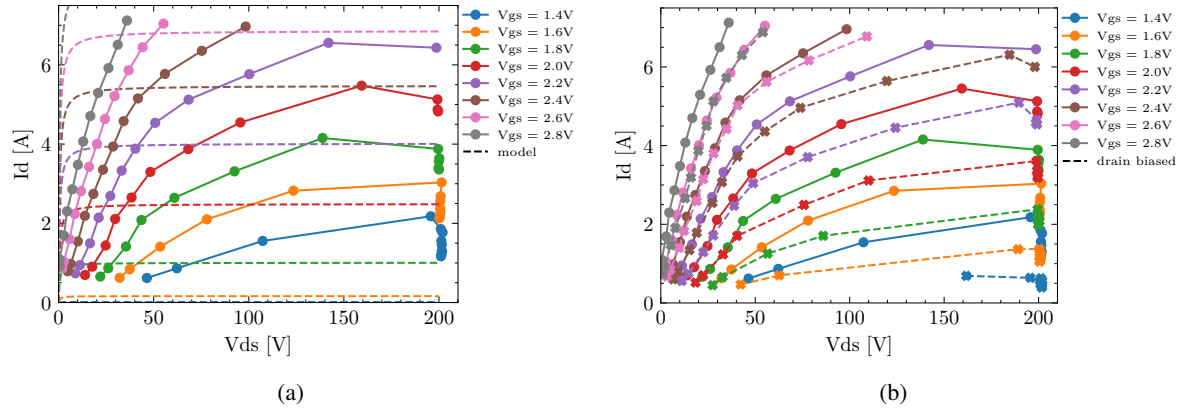 Id [A]
6
4
2
0
0
50
100
150
200
Vds [V]
Vgs = 1.4V
Vgs = 1.6V
Vgs = 1.8V
Vgs = 2.0V
Vgs = 2.2V
Vgs = 2.4V
Vgs = 2.6V
Vgs = 2.8V
model
(a)
Id [A]
6
4
2
0
0
50
100
150
200
Vds [V]
Vgs = 1.4V
Vgs = 1.6V
Vgs = 1.8V
Vgs = 2.0V
Vgs = 2.2V
Vgs = 2.4V
Vgs = 2.6V
Vgs = 2.8V
drain biased
(b)